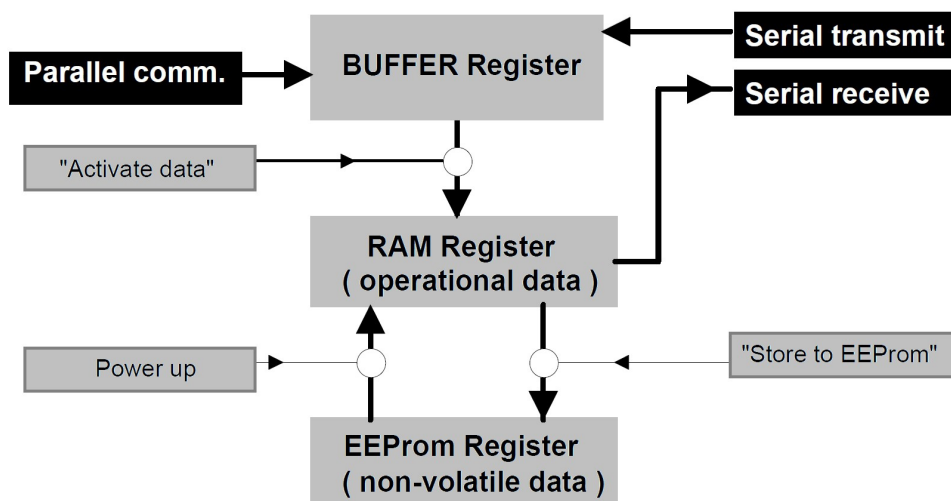 Parallel comm.
BUFFER Register
Serial transmit
Serial receive
"Activate data"
RAM Register
( operational data )
Power up
"Store to EEProm"
EEProm Register
( non-volatile data )